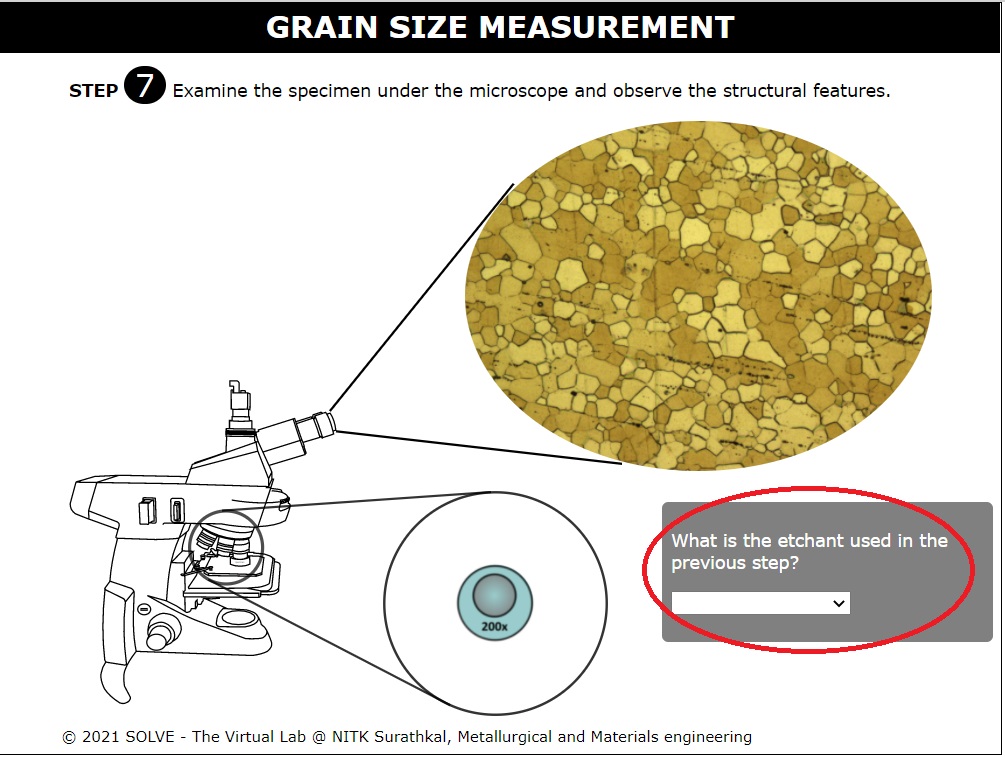 GRAIN SIZE MEASUREMENT
STEP 7 Examine the specimen under the microscope and observe the structural features.
200x
What is the etchant used in the
previous step?
© 2021 SOLVE - The Virtual Lab @ NITK Surathkal, Metallurgical and Materials engineering